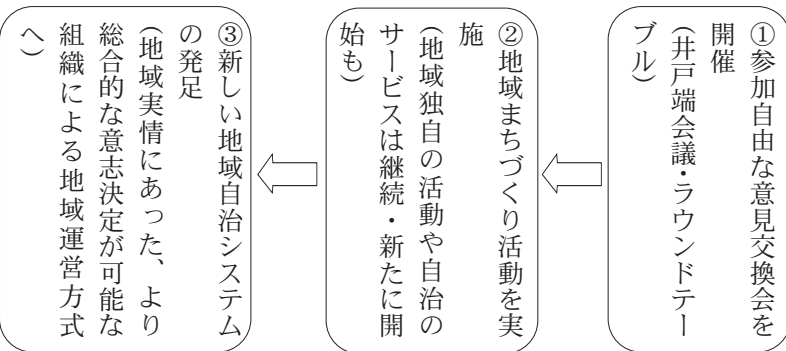 ①参加自由な意見交換会を
開催
(井戸端会議・ラウンドテー
ブル)
②地域まちづくり活動を実
施
(地域独自の活動や自治の
サービスは継続・新たに開
始も)
③新しい地域自治システム
の発足
(地域実情にあった、より
総合的な意志決定が可能な
組織による地域運営方式
へ)